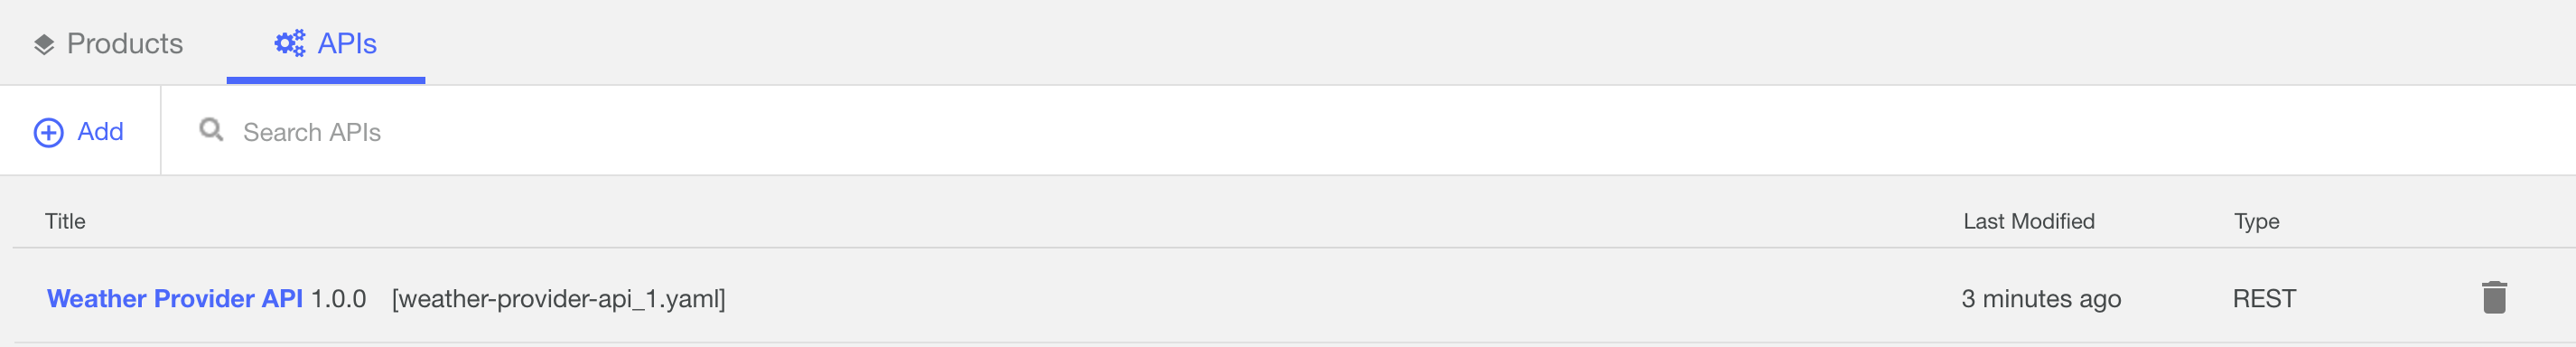 Products APIs
Add Search APIs
Title Last Modified Type
Weather Provider API 1.0.0 [weather-provider-api_1.yaml] 3 minutes ago REST